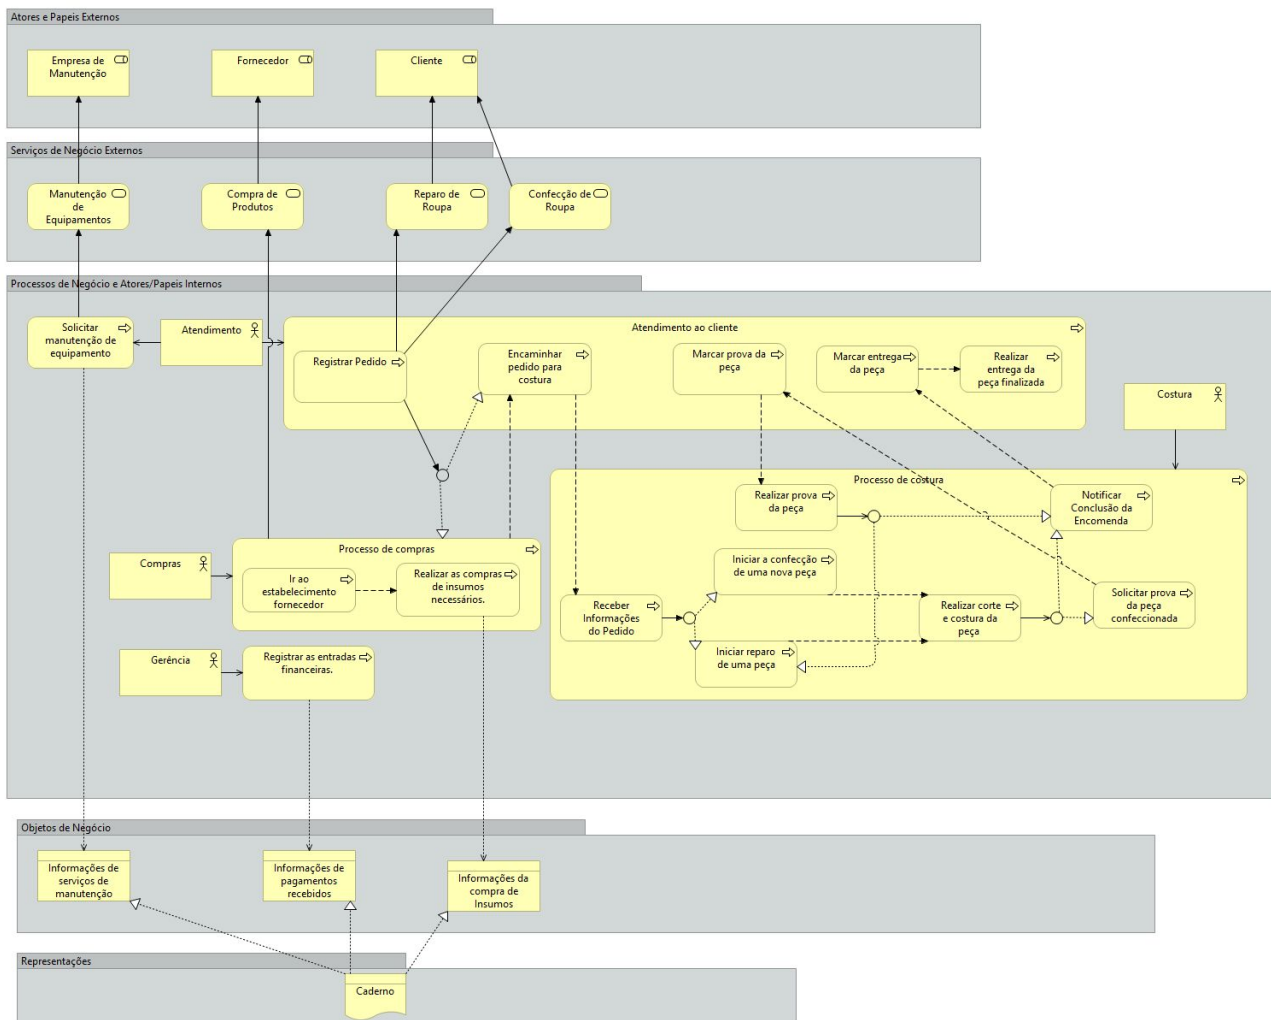 Atores e Papeis Externos
Empresa de
Manutenção
Fornecedor
Cliente
Serviços de Negócio Externos
Manutenção
de
Equipamentos
Compra de
Produtos
Reparo de
Roupa
Confecção de
Roupa
Processos de Negócio e Atores/Papeis Internos
Solicitar
manutenção de
equipamento
Atendimento
Atendimento ao cliente
Registrar Pedido
Encaminhar
pedido para
costura
Marcar prova da
peça
Marcar entrega
da peça
Realizar
entrega da
peça finalizada
Costura
Processo de costura
Realizar prova
da peça
Notificar
Conclusão da
Encomenda
Compras
Processo de compras
Ir ao
estabelecimento
fornecedor
Realizar as compras
de insumos
necessários.
Iniciar a confecção
de uma nova peça
Receber
Informações
do Pedido
Realizar corte
e costura da
peça
Solicitar prova
da peça
confeccionada
Iniciar reparo
de uma peça
Gerência
Registrar as entradas
financeiras.
Objetos de Negócio
Informações de
serviços de
manutenção
Informações de
pagamentos
recebidos
Informações da
compra de
Insumos
Representações
Caderno